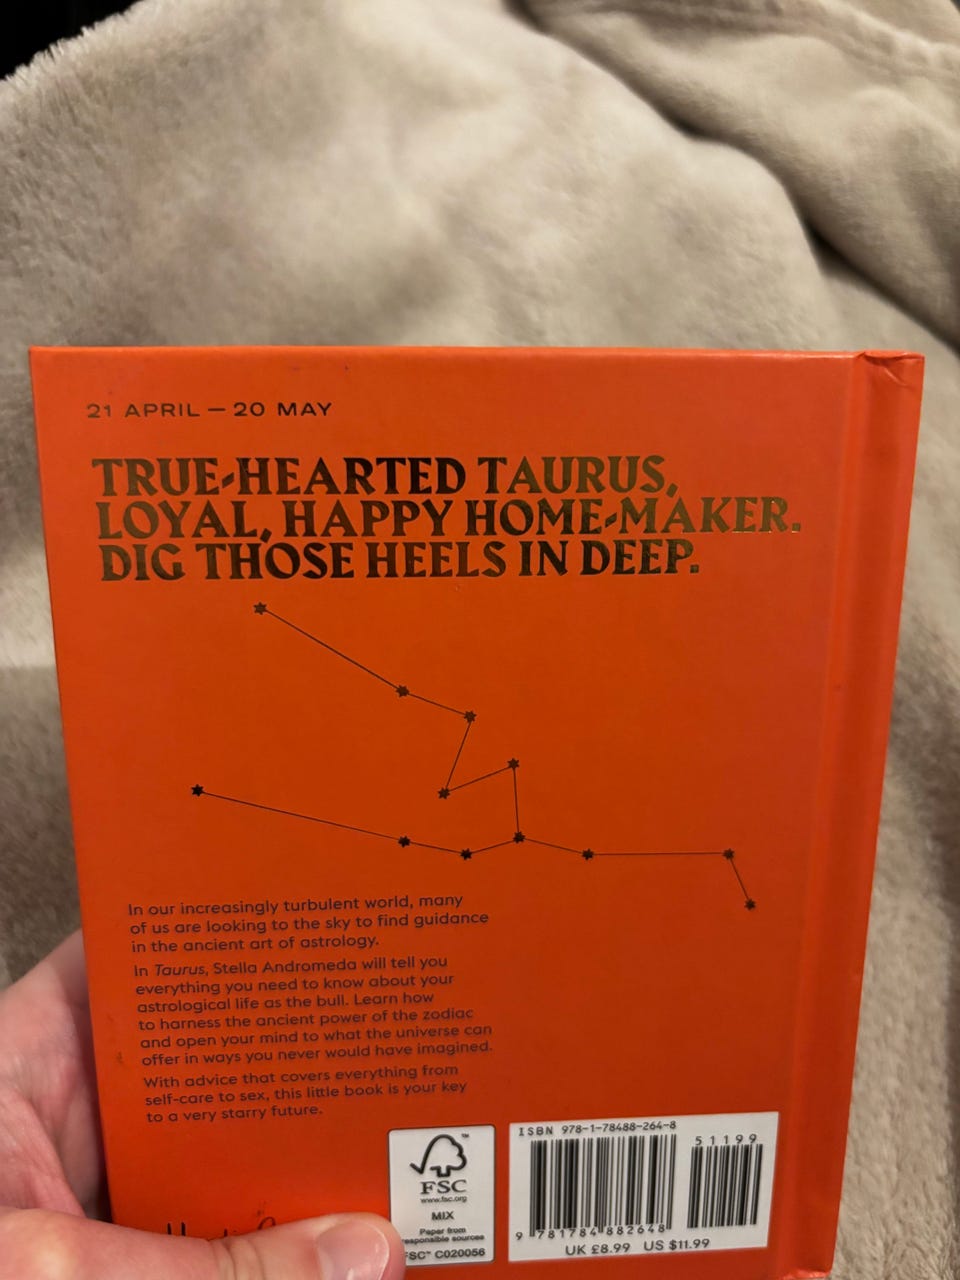 21 APRIL — 20 MAY
TRUE-HEARTED TAURUS,
LOYAL, HAPPY HOME-MAKER.
DIG THOSE HEELS IN DEEP.
In our increasingly turbulent world, many
of us are looking to the sky to find guidance
in the ancient art of astrology.
In Taurus, Stella Andromeda will tell you
everything you need to know about your
astrological life as the bull. Learn how
to harness the ancient power of the zodiac
and open your mind to what the universe can
offer in ways you never would have imagined.
With advice that covers everything from
self-care to sex, this little book is your key
to a very starry future.
FSC
www.fsc.org
MIX
Paper from
responsible sources
FSC™ C020056
ISBN 978-1-78488-264-8
51199
9 781784 882648
UK £8.99 US $11.99